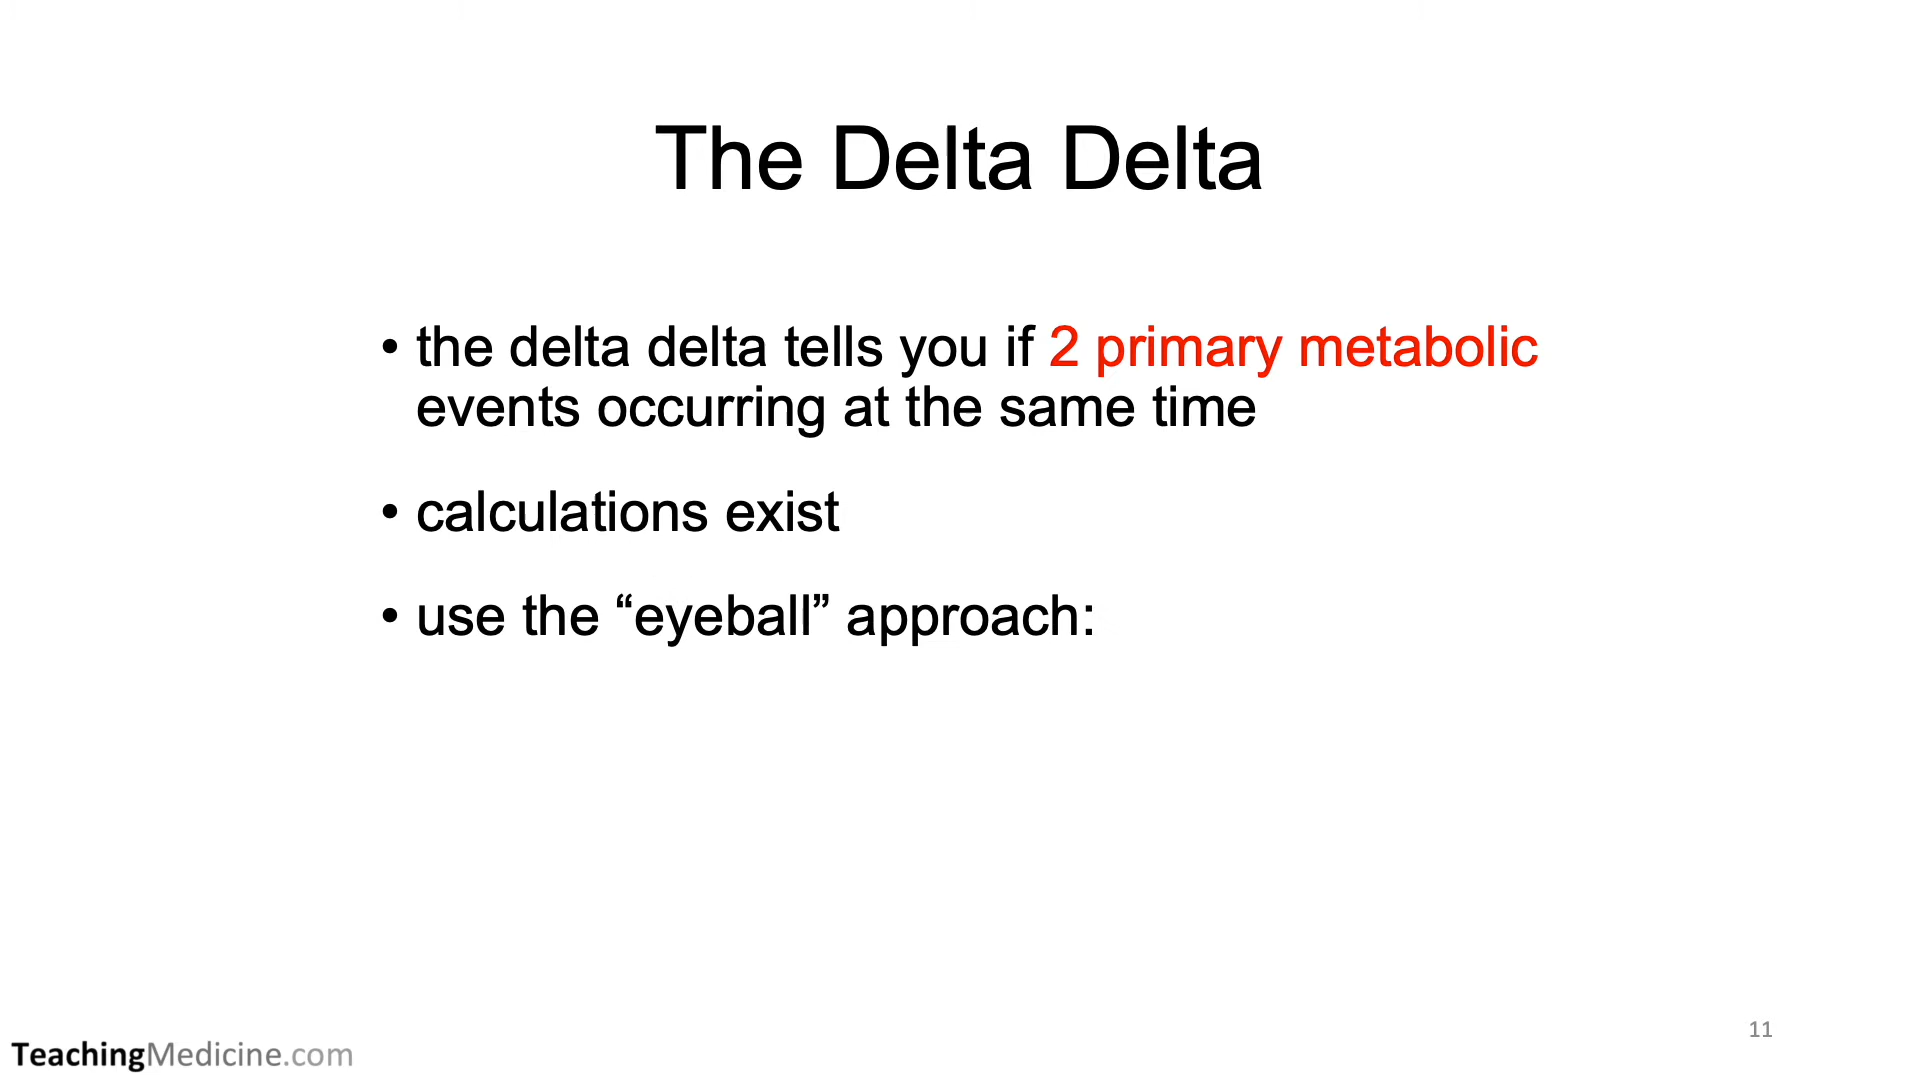 The Delta Delta
• the delta delta tells you if 2 primary metabolic
events occurring at the same time
• calculations exist
• use the “eyeball” approach:
11
TeachingMedicine.com